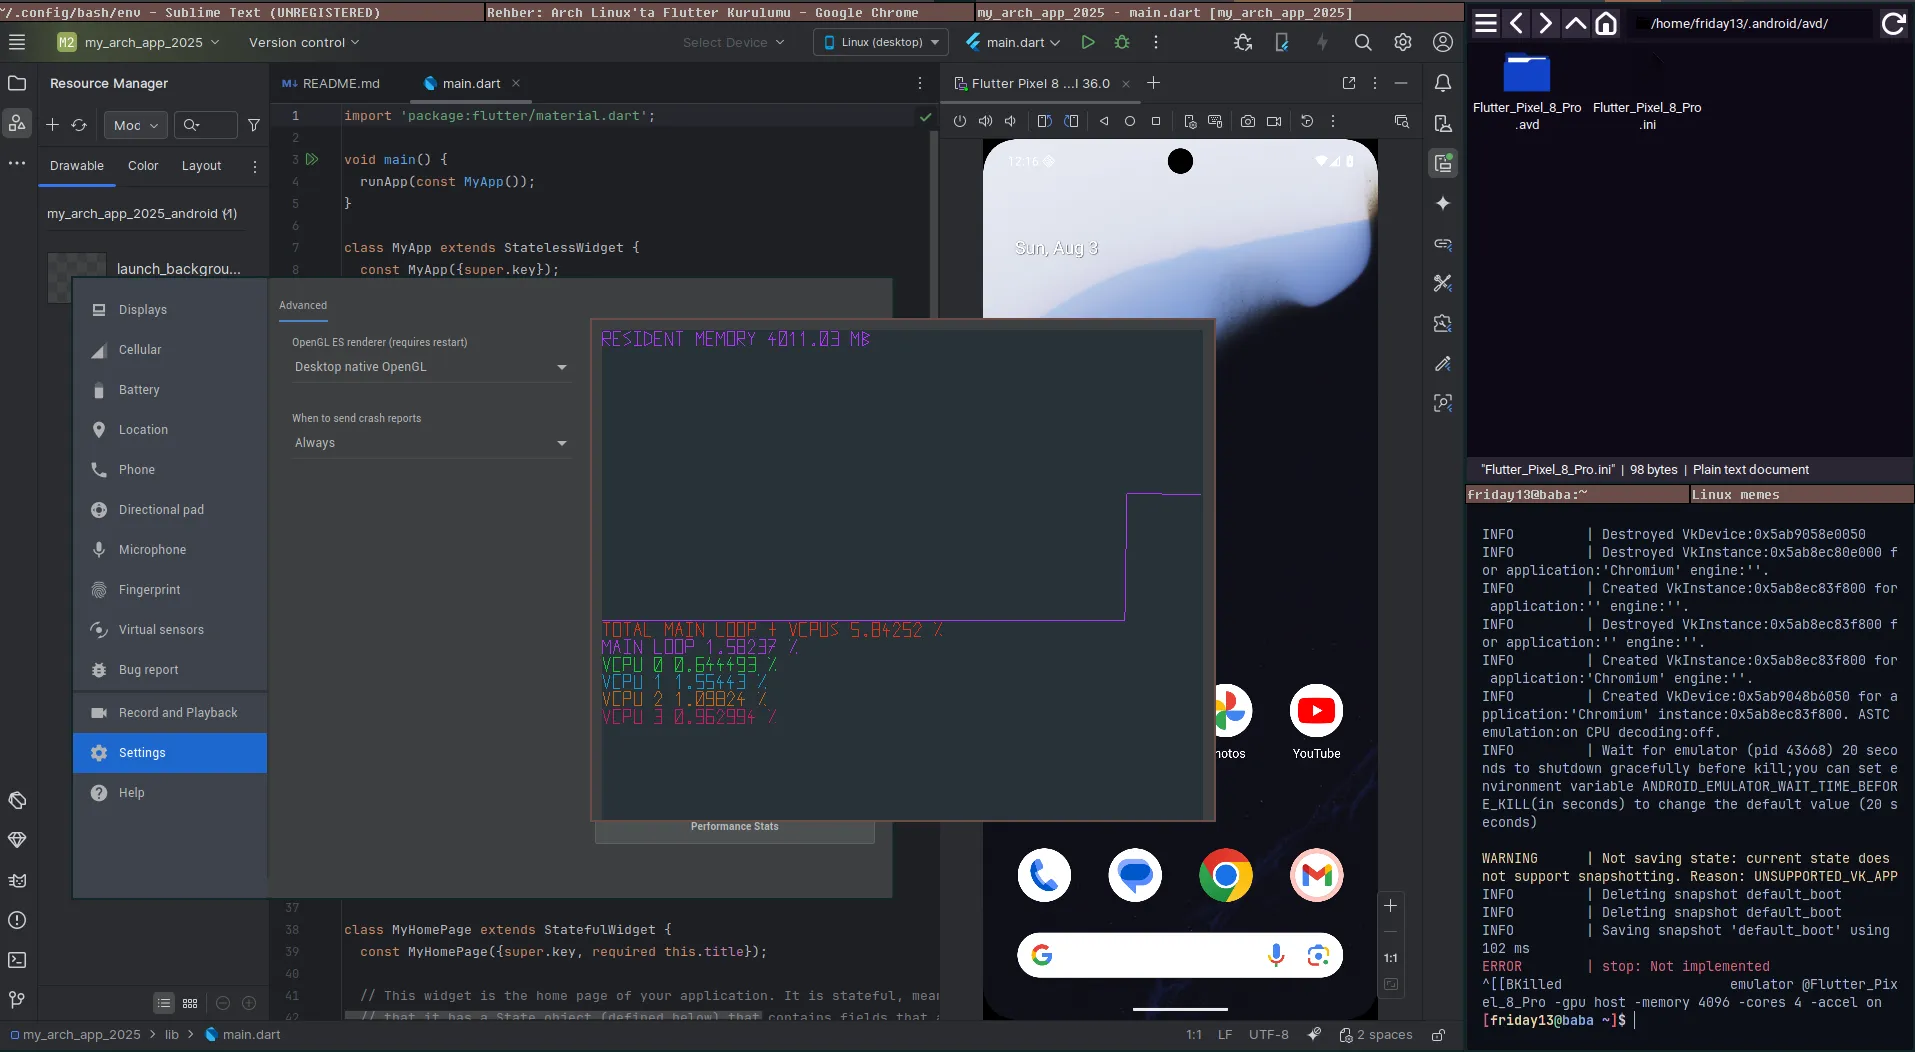 ~/.config/bash/env - Sublime Text (UNREGISTERED)
Rehber: Arch Linux'ta Flutter Kurulumu - Google Chrome
my_arch_app_2025 - main.dart [my_arch_app_2025]
M2 my_arch_app_2025
Version control
Select Device
Linux (desktop)
main.dart
Resource Manager
README.md
main.dart
Mod
Drawable
Color
Layout
my_arch_app_2025_android (1)
launch_backgrou...
1 import 'package:flutter/material.dart';
2
3 void main() {
4 runApp(const MyApp());
5 }
6
7 class MyApp extends StatelessWidget {
8 const MyApp({super.key});
Displays
Cellular
Battery
Location
Phone
Directional pad
Microphone
Fingerprint
Virtual sensors
Bug report
Record and Playback
Settings
Help
Advanced
OpenGL ES renderer (requires restart)
Desktop native OpenGL
When to send crash reports
Always
RESIDENT MEMORY 4011.03 MB
TOTAL MAIN LOOP + VCPUS 5.84252 %
MAIN LOOP 1.58237 %
VCPU 0 0.644493 %
VCPU 1 1.55443 %
VCPU 2 1.09824 %
VCPU 3 0.962994 %
Performance Stats
37
38 class MyHomePage extends StatefulWidget {
39 const MyHomePage({super.key, required this.title});
40
41 // This widget is the home page of your application. It is stateful, mean
42 // that it has a State object (defined below) that contains fields that a
my_arch_app_2025 > lib > main.dart
1:1 LF UTF-8 2 spaces
Flutter Pixel 8 ...l 36.0
12:16
Sun, Aug 3
hotos
YouTube
1:1
/home/friday13/.android/avd/
Flutter_Pixel_8_Pro
.avd
Flutter_Pixel_8_Pro
.ini
"Flutter_Pixel_8_Pro.ini" | 98 bytes | Plain text document
friday13@baba:~
Linux memes
INFO | Destroyed VkDevice:0x5ab9058e0050
INFO | Destroyed VkInstance:0x5ab8ec80e000 f
or application:'Chromium' engine:''.
INFO | Created VkInstance:0x5ab8ec83f800 for
application:'' engine:''.
INFO | Destroyed VkInstance:0x5ab8ec83f800 f
or application:'' engine:''.
INFO | Created VkInstance:0x5ab8ec83f800 for
application:'Chromium' engine:''.
INFO | Created VkDevice:0x5ab9048b6050 for a
pplication:'Chromium' instance:0x5ab8ec83f800. ASTC
emulation:on CPU decoding:off.
INFO | Wait for emulator (pid 43668) 20 seco
nds to shutdown gracefully before kill;you can set e
nvironment variable ANDROID_EMULATOR_WAIT_TIME_BEFOR
E_KILL(in seconds) to change the default value (20 s
econds)
WARNING | Not saving state: current state does
not support snapshotting. Reason: UNSUPPORTED_VK_APP
INFO | Deleting snapshot default_boot
INFO | Deleting snapshot default_boot
INFO | Saving snapshot 'default_boot' using
102 ms
ERROR | stop: Not implemented
^[[BKilled emulator @Flutter_Pix
el_8_Pro -gpu host -memory 4096 -cores 4 -accel on
[friday13@baba ~]$